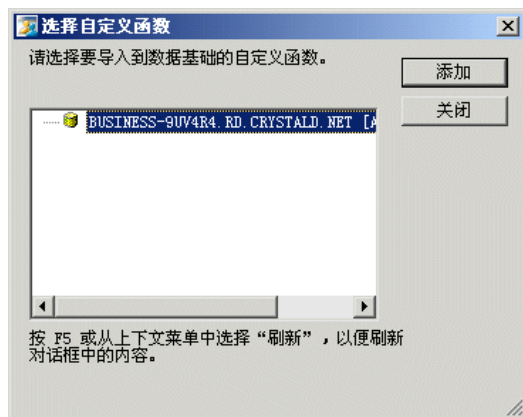 选择自定义函数
请选择要导入到数据基础的自定义函数。
添加
关闭
BUSINESS-9UV4R4.RD.CRYSTALD.NET [A
按 F5 或从上下文菜单中选择“刷新”，以便刷新
对话框中的内容。